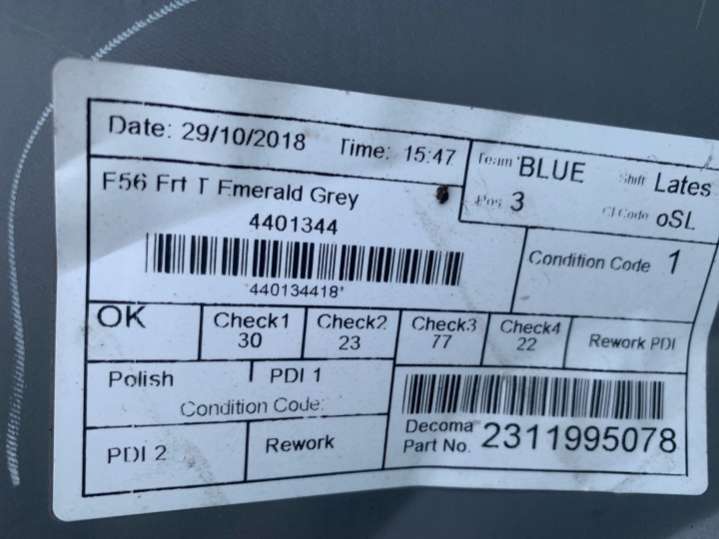 Date: 29/10/2018 Time: 15:47
Team BLUE Shift Lates
Pos 3 Cl Code oSL
F56 Frt T Emerald Grey
4401344
440134418
Condition Code 1
OK Check1 30 Check2 23 Check3 77 Check4 22 Rework PDI
Polish PDI 1
Condition Code:
PDI 2 Rework
Decoma
Part No. 2311995078